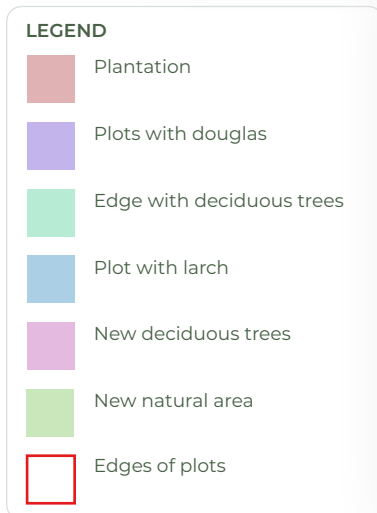 LEGEND
Plantation
Plots with douglas
Edge with deciduous trees
Plot with larch
New deciduous trees
New natural area
Edges of plots